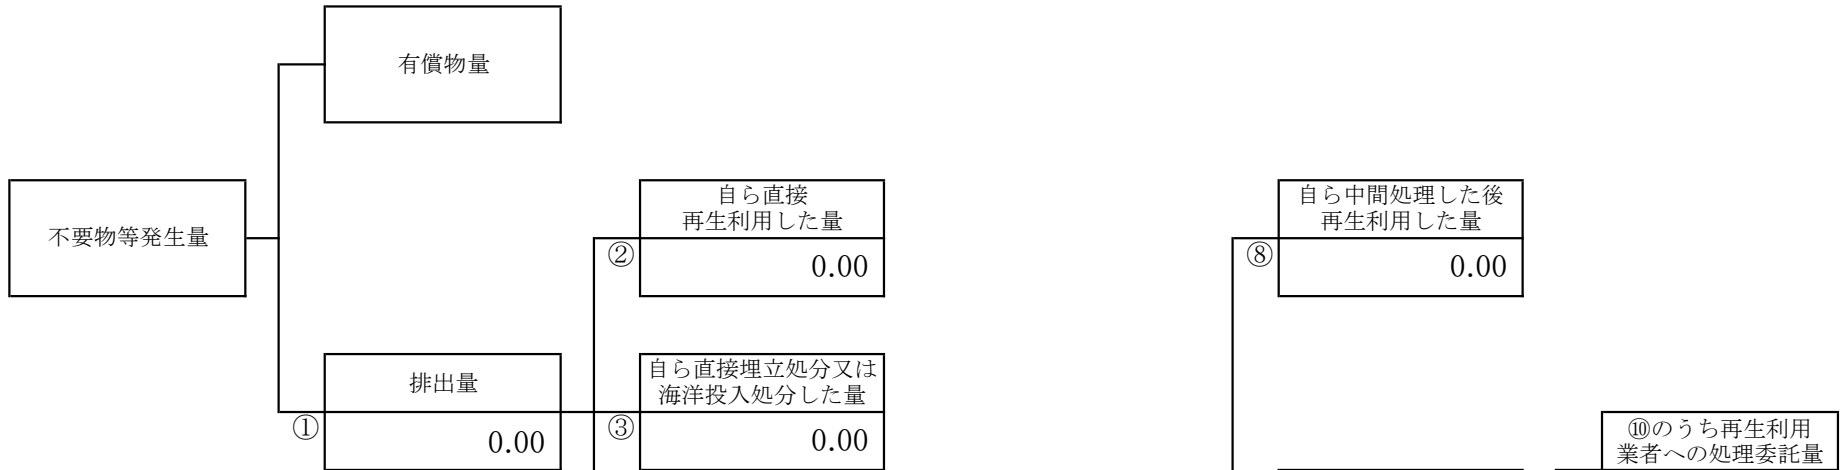 有償物量
不要物等発生量
自ら直接
再生利用した量
②
0.00
自ら中間処理した後
再生利用した量
⑧
0.00
排出量
①
0.00
自ら直接埋立処分又は
海洋投入処分した量
③
0.00
⑩のうち再生利用
業者への処理委託量